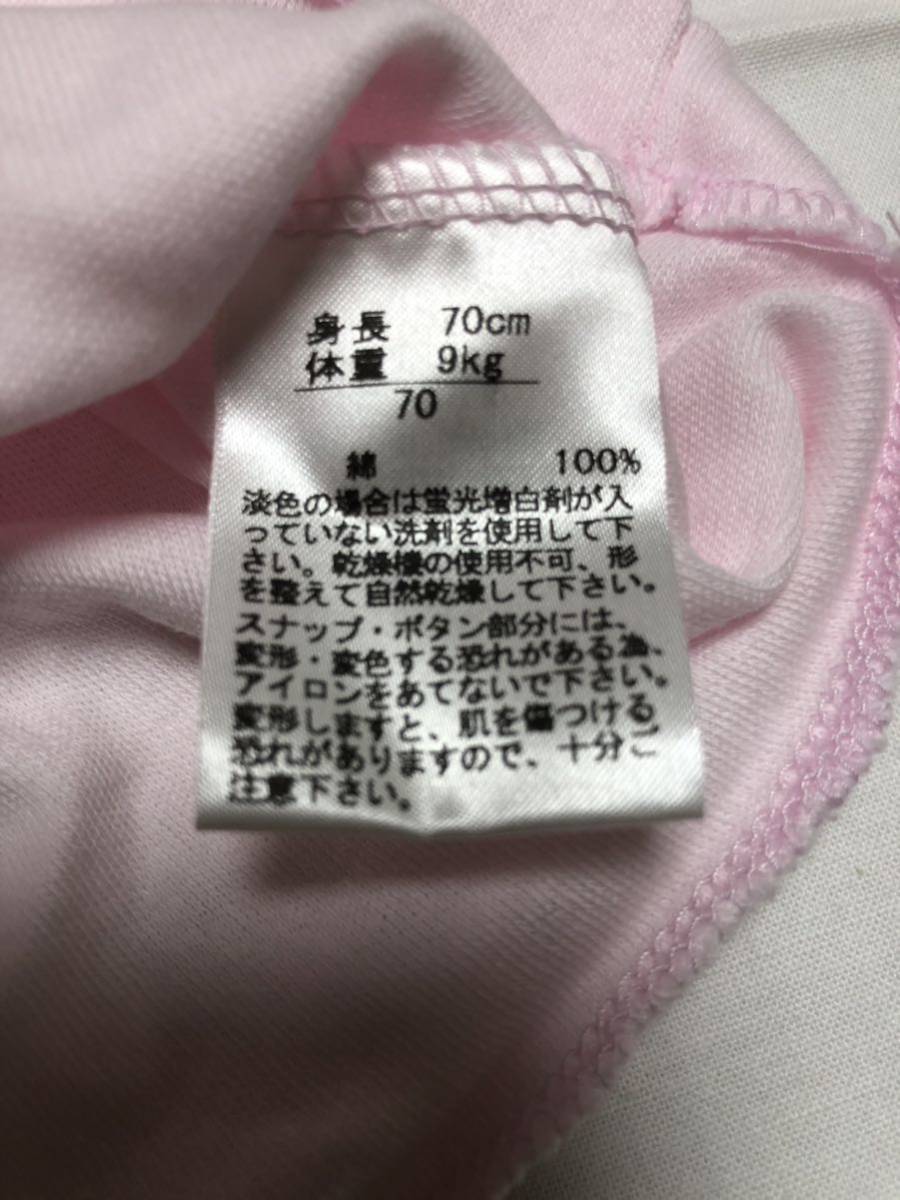 身長 70cm
体重 9kg
70
綿 100%
淡色の場合は蛍光増白剤が入
っていない洗剤を使用して下
さい。乾燥機の使用不可、形
を整えて自然乾燥して下さい。
スナップ・ボタン部分には、
変形・変色する恐れがある為、
アイロンをあてないで下さい。
変形しますと、肌を傷つける
恐れがありますので、十分ご
注意下さい。